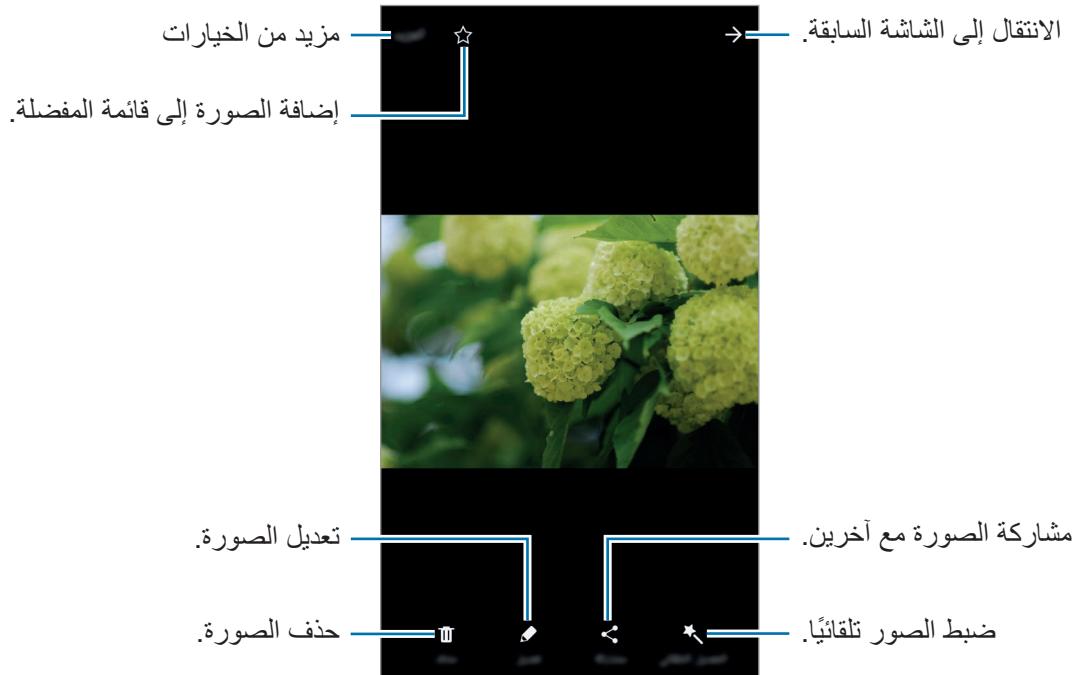 الانتقال إلى الشاشة السابقة.
مزيد من الخيارات
إضافة الصورة إلى قائمة المفضلة.
مشاركة الصورة مع آخرين.
تعديل الصورة.
ضبط الصور تلقائيًا.
حذف الصورة.